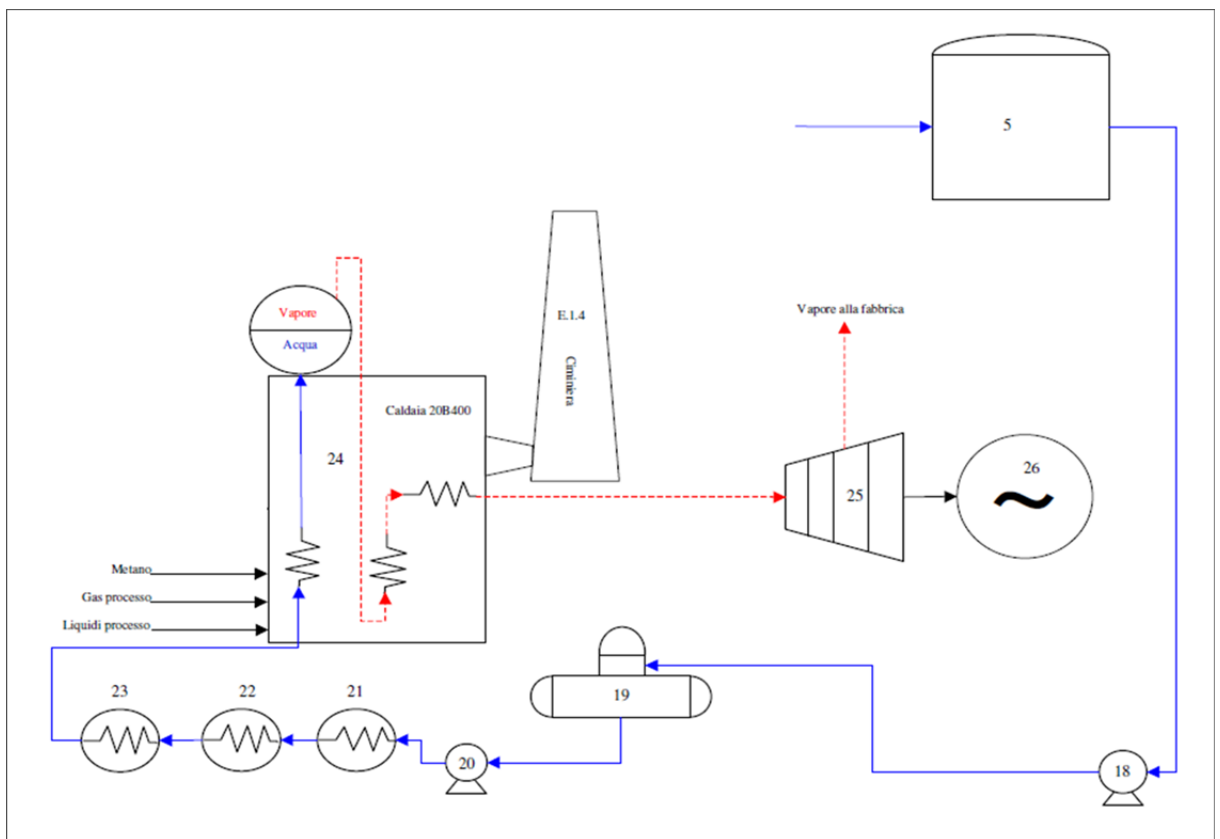 5
E.1.4
Ciminiera
Vapore alla fabbrica
Vapore
Acqua
Caldaia 20B400
24
26
25
~
Metano
Gas processo
Liquidi processo
23
22
21
19
20
18